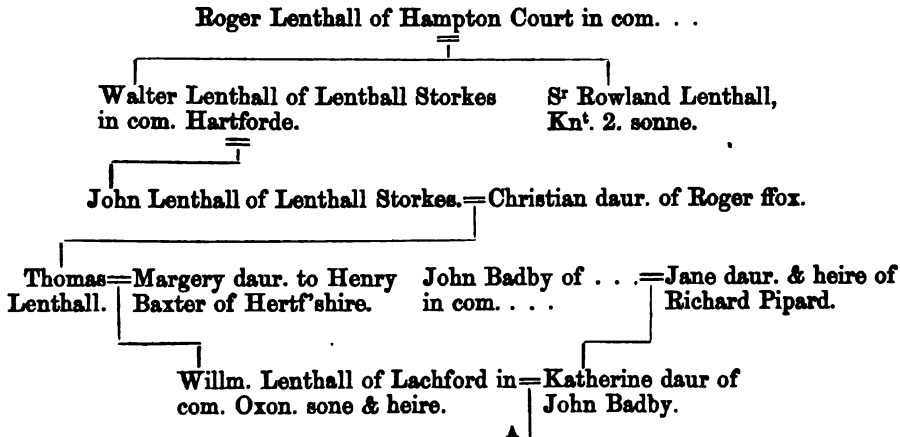 Roger Lenthall of Hampton Court in com. . .
Walter Lenthall of Lentball Storkes
in com. Hartforde.
Sʳ Rowland Lenthall,
Knᵗ. 2. sonne.
John Lenthall of Lenthall Storkes.=Christian daur. of Roger ffox.
Thomas=Margery daur. to Henry
Lenthall. Baxter of Hertf'shire.
John Badby of . . .=Jane daur. & heire of
in com. . . . Richard Pipard.
Willm. Lenthall of Lachford in=Katherine daur of
com. Oxon. sone & heire. John Badby.